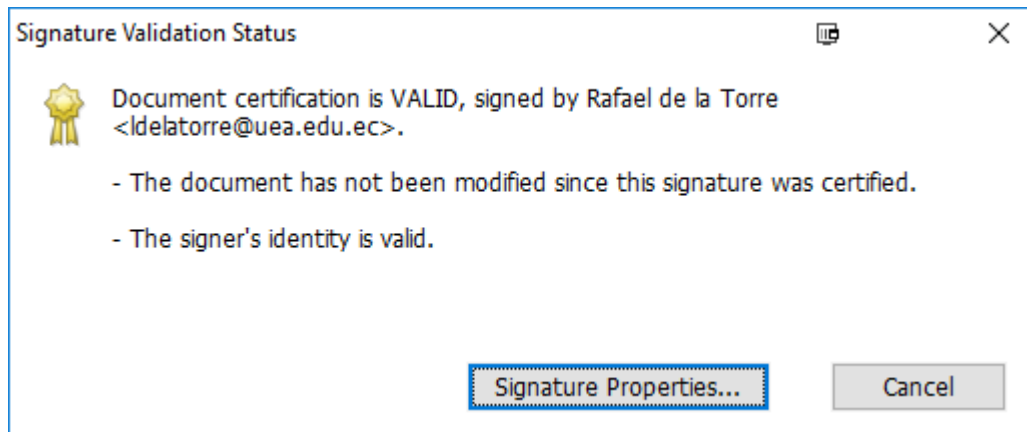 Signature Validation Status
Document certification is VALID, signed by Rafael de la Torre
<ldelatorre@uea.edu.ec>.
- The document has not been modified since this signature was certified.
- The signer's identity is valid.
Signature Properties...
Cancel